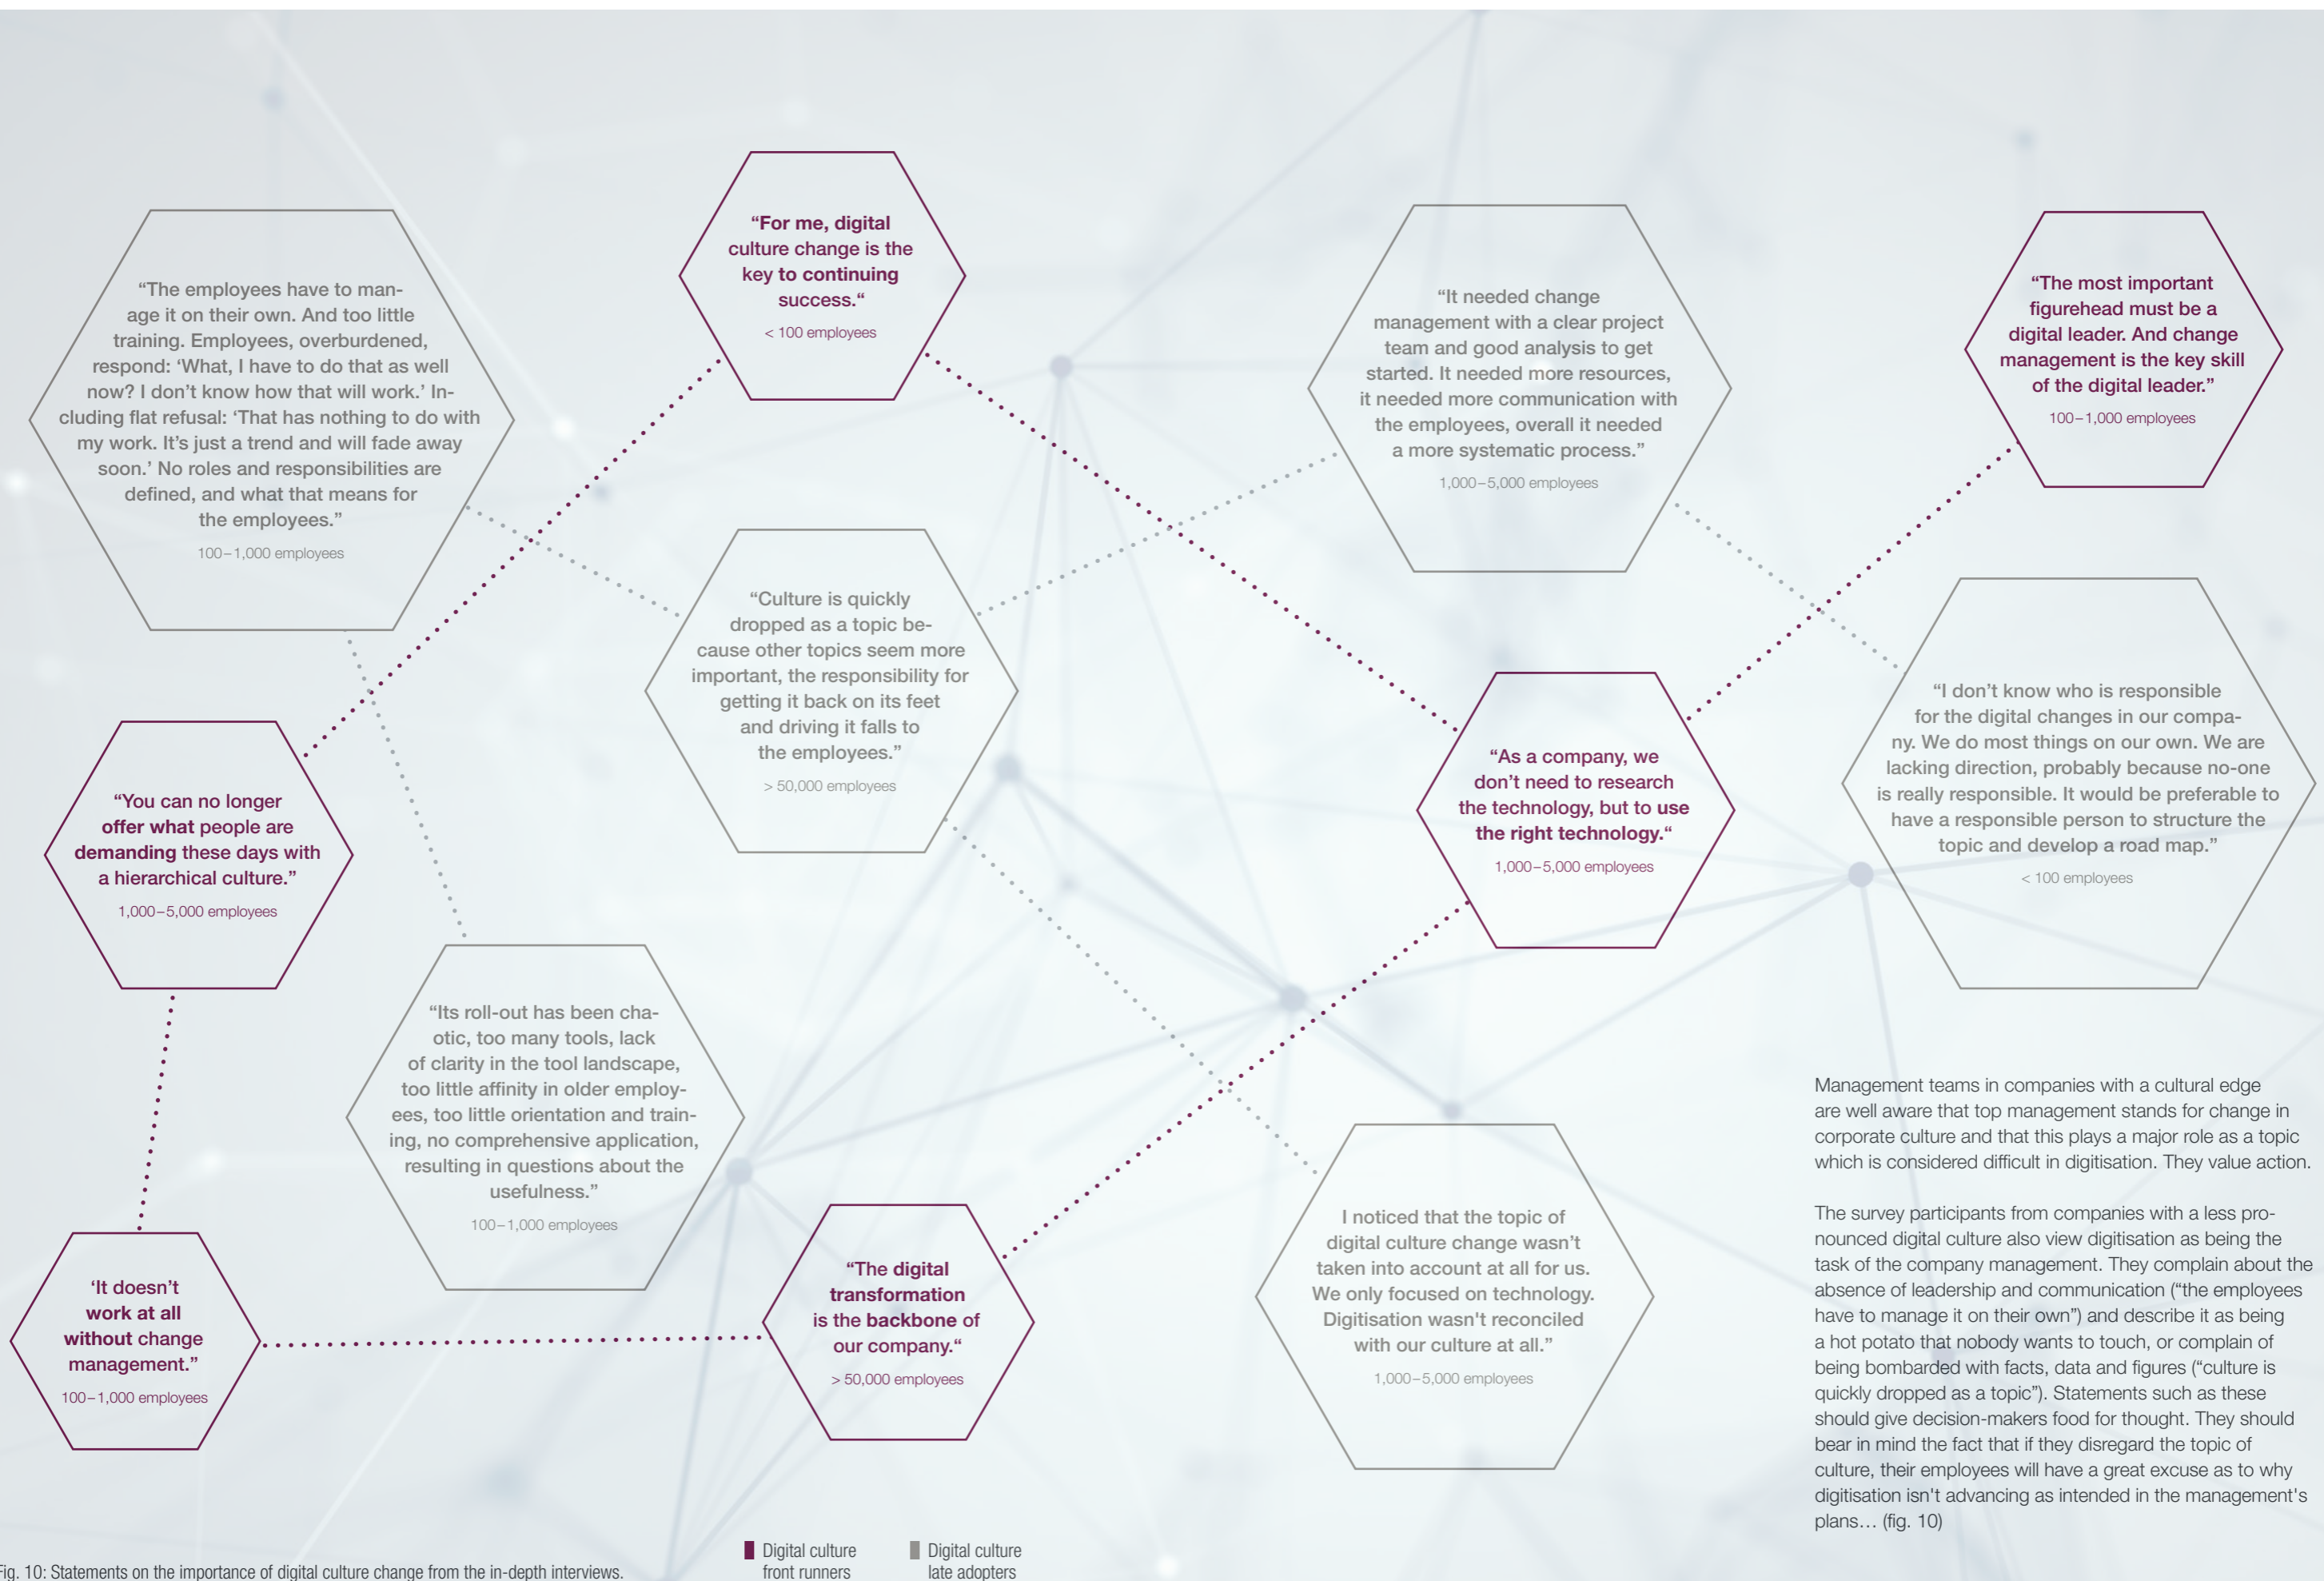 “The employees have to man-
age it on their own. And too little
training. Employees, overburdened,
respond: ‘What, I have to do that as well
now? I don’t know how that will work.’ In-
cluding flat refusal: ‘That has nothing to do with
my work. It’s just a trend and will fade away
soon.’ No roles and responsibilities are
defined, and what that means for
the employees.”
100–1,000 employees
“For me, digital
culture change is the
key to continuing
success.“
< 100 employees
“It needed change
management with a clear project
team and good analysis to get
started. It needed more resources,
it needed more communication with
the employees, overall it needed
a more systematic process.”
1,000–5,000 employees
“The most important
figurehead must be a
digital leader. And change
management is the key skill
of the digital leader.”
100–1,000 employees
“Culture is quickly
dropped as a topic be-
cause other topics seem more
important, the responsibility for
getting it back on its feet
and driving it falls to
the employees.”
> 50,000 employees
“You can no longer
offer what people are
demanding these days with
a hierarchical culture.”
1,000–5,000 employees
“As a company, we
don’t need to research
the technology, but to use
the right technology.“
1,000–5,000 employees
“I don’t know who is responsible
for the digital changes in our compa-
ny. We do most things on our own. We are
lacking direction, probably because no-one
is really responsible. It would be preferable to
have a responsible person to structure the
topic and develop a road map.”
< 100 employees
“Its roll-out has been cha-
otic, too many tools, lack
of clarity in the tool landscape,
too little affinity in older employ-
ees, too little orientation and train-
ing, no comprehensive application,
resulting in questions about the
usefulness.”
100–1,000 employees
‘It doesn’t
work at all
without change
management.”
100–1,000 employees
“The digital
transformation
is the backbone of
our company.“
> 50,000 employees
I noticed that the topic of
digital culture change wasn’t
taken into account at all for us.
We only focused on technology.
Digitisation wasn't reconciled
with our culture at all.”
1,000–5,000 employees
Management teams in companies with a cultural edge
are well aware that top management stands for change in
corporate culture and that this plays a major role as a topic
which is considered difficult in digitisation. They value action.
The survey participants from companies with a less pro-
nounced digital culture also view digitisation as being the
task of the company management. They complain about the
absence of leadership and communication (“the employees
have to manage it on their own”) and describe it as being
a hot potato that nobody wants to touch, or complain of
being bombarded with facts, data and figures (“culture is
quickly dropped as a topic”). Statements such as these
should give decision-makers food for thought. They should
bear in mind the fact that if they disregard the topic of
culture, their employees will have a great excuse as to why
digitisation isn't advancing as intended in the management's
plans… (fig. 10)
Digital culture
front runners
Digital culture
late adopters
Fig. 10: Statements on the importance of digital culture change from the in-depth interviews.